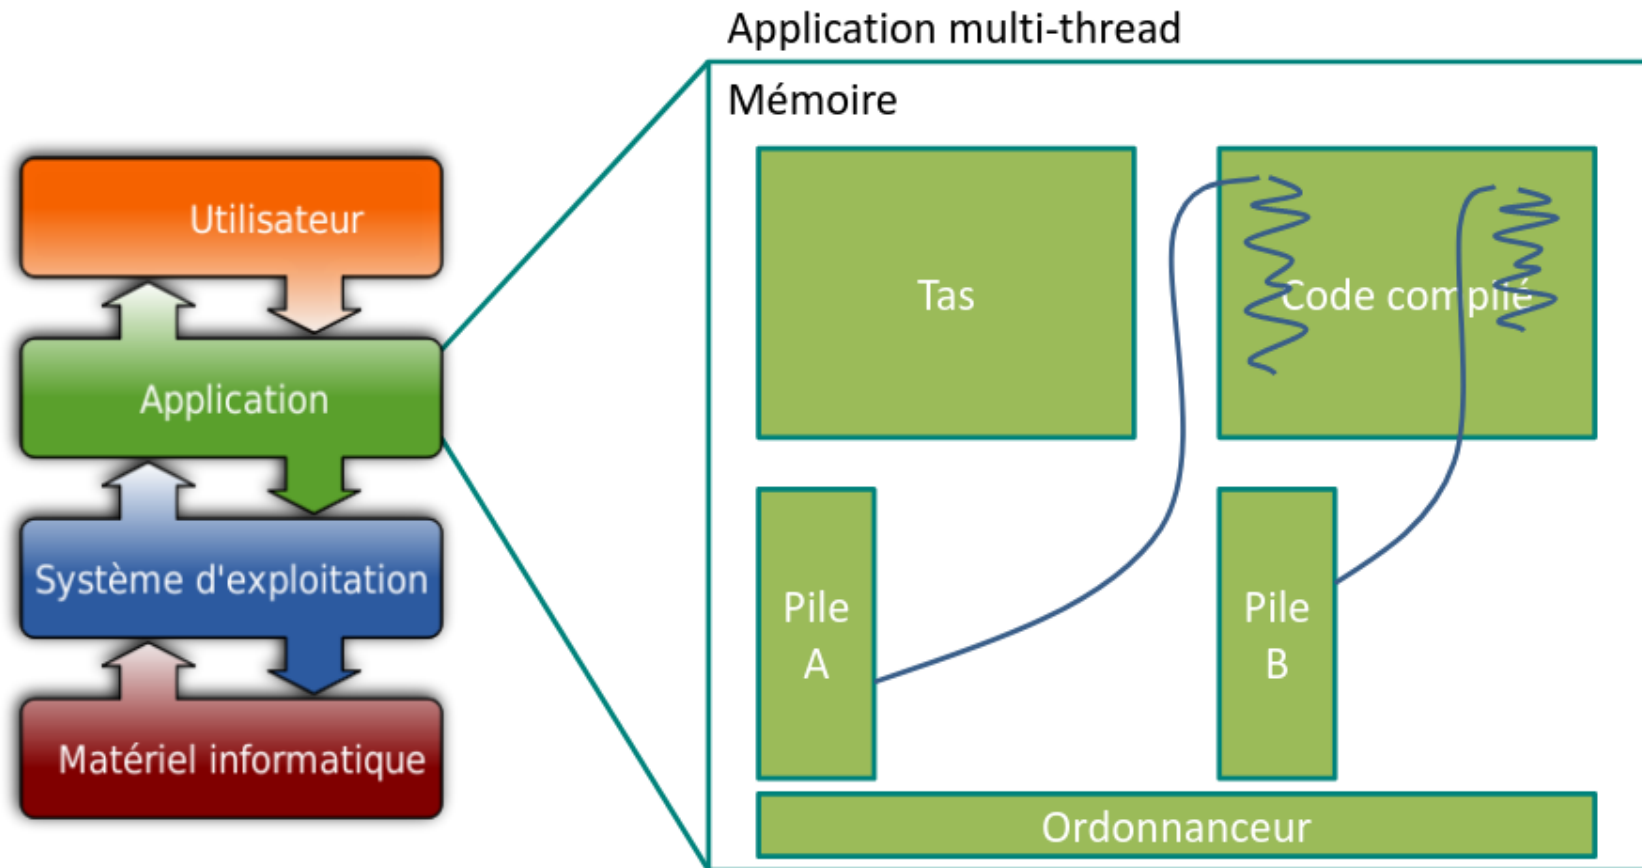 Application multi-thread
Mémoire
Utilisateur
Application
Système d'exploitation
Matériel informatique
Tas
Code compilé
Pile
A
Pile
B
Ordonnanceur